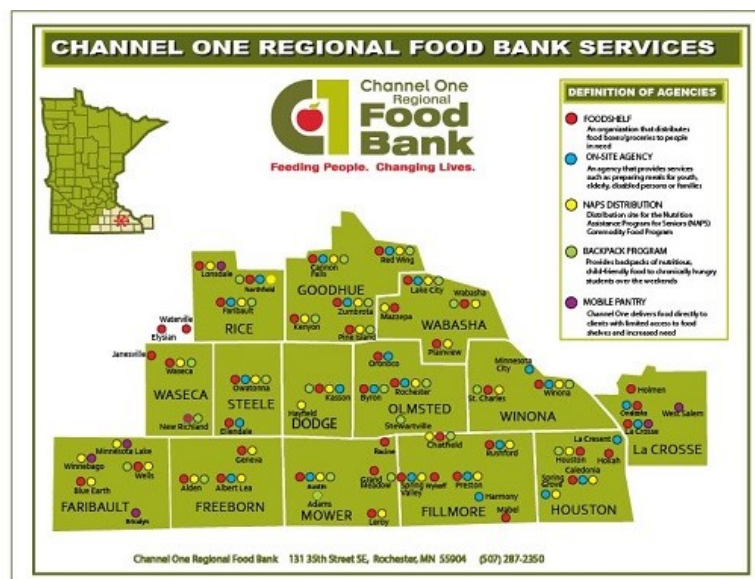 CHANNEL ONE REGIONAL FOOD BANK SERVICES
Channel One
Regional
Food
Bank
Feeding People. Changing Lives.
DEFINITION OF AGENCIES
FOODSHELF
An organization that distributes
food boxes/groceries to people
in need
ON-SITE AGENCY
An agency that provides services
such as preparing meals for youth,
elderly, disabled persons or families
NAPS DISTRIBUTION
Distribution site for the Nutrition
Assistance Program for Seniors (NAPS)
Commodity Food Program
BACKPACK PROGRAM
Provides backpacks of nutritious,
child-friendly food to chronically hungry
students over the weekends
MOBILE PANTRY
Channel One delivers food directly to
clients with limited access to food
shelves and increased need
Lonsdale
Northfield
Faribault
RICE
Cannon
Falls
Red Wing
GOODHUE
Zumbrota
Kenyon
Pine Island
Lake City
Wabasha
Mazeppa
WABASHA
Plainview
Waterville
Elysian
Janesville
Waseca
WASECA
New Richland
Owatonna
STEELE
Ellendale
Kasson
Hayfield
DODGE
Oronoco
Byron
Rochester
OLMSTED
Stewartville
Minnesota
City
St. Charles
Winona
WINONA
Holmen
Onalaska
West Salem
La Crosse
LA CROSSE
Minnesota Lake
Winnebago
Wells
Blue Earth
FARIBAULT
Bricelyn
Geneva
Alden
Albert Lea
FREEBORN
Racine
Grand
Meadow
Austin
Adams
MOWER
Leroy
Chatfield
Rushford
Spring
Valley
Wykoff
Preston
Harmony
FILLMORE
Mabel
La Cresent
Houston
Hokah
Caledonia
Spring
Grove
HOUSTON
Channel One Regional Food Bank 131 35th Street SE, Rochester, MN 55904 (507) 287-2350